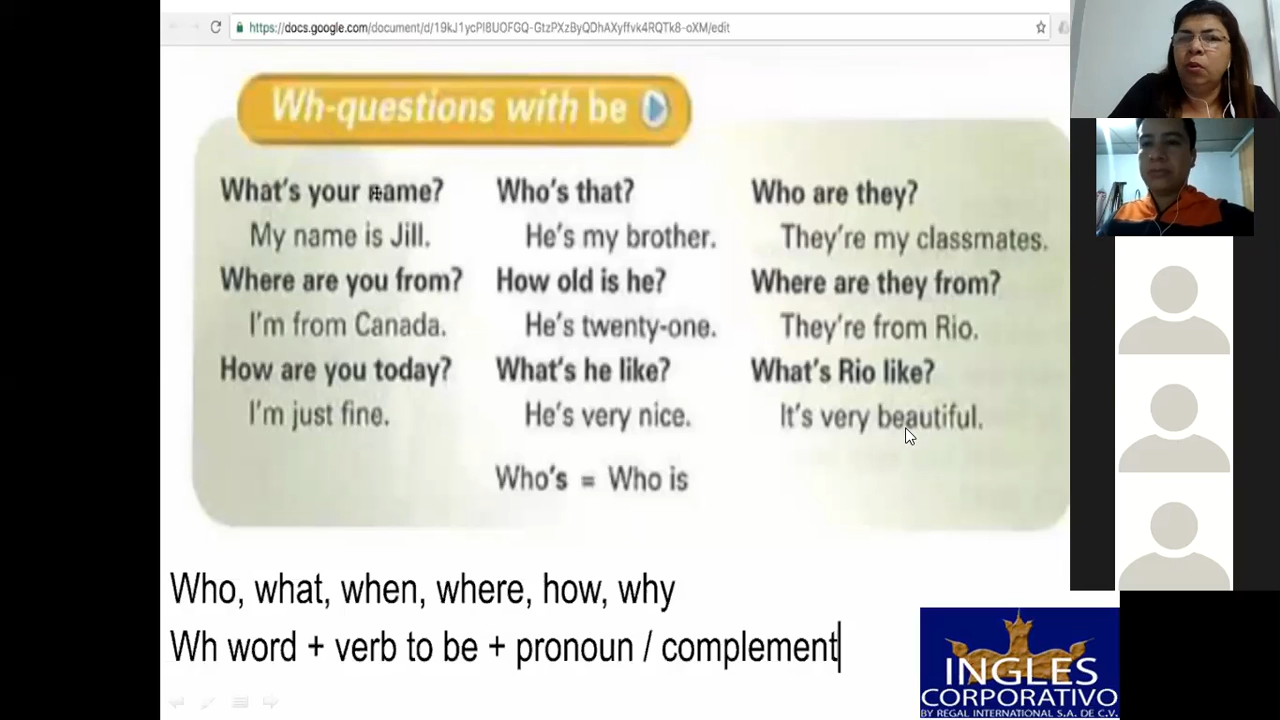 https://docs.google.com/document/d/19kJ1ycPI8UOFGQ-GtzPXzByQDhAXyffvk4RQTk8-oXM/edit
Wh-questions with be
What's your name?
My name is Jill.
Where are you from?
I'm from Canada.
How are you today?
I'm just fine.
Who's that?
He's my brother.
How old is he?
He's twenty-one.
What's he like?
He's very nice.
Who's = Who is
Who are they?
They're my classmates.
Where are they from?
They're from Rio.
What's Rio like?
It's very beautiful.
Who, what, when, where, how, why
Wh word + verb to be + pronoun / complement
INGLES
CORPORATIVO
BY REGAL INTERNATIONAL S.A. DE C.V.